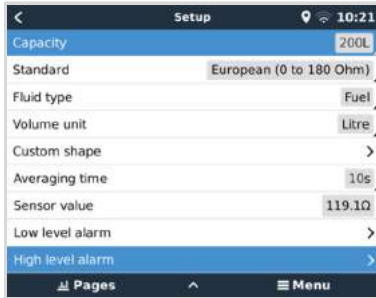 Setup 10:21
Capacity 200L
Standard European (0 to 180 Ohm)
Fluid type Fuel
Volume unit Litre
Custom shape
Averaging time 10s
Sensor value 119.1Ω
Low level alarm
High level alarm
Pages Menu